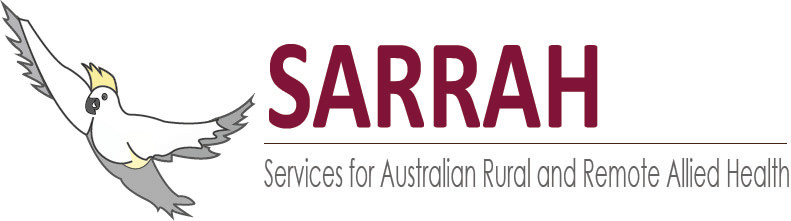 SARRAH
Services for Australian Rural and Remote Allied Health